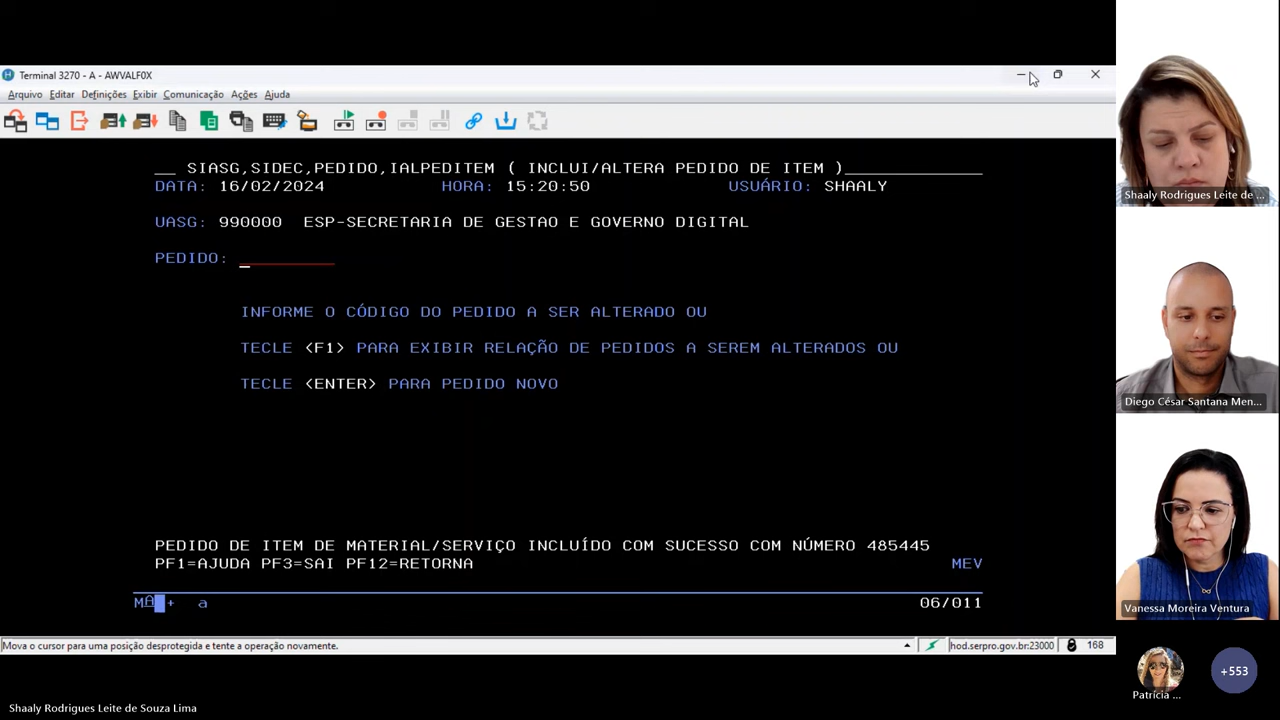 Terminal 3270 - A - AWVALF0X
Arquivo Editar Definições Exibir Comunicação Ações Ajuda
__ SIASG,SIDEC,PEDIDO,IALPEDITEM ( INCLUI/ALTERA PEDIDO DE ITEM )_____________
DATA: 16/02/2024 HORA: 15:20:50 USUÁRIO: SHAALY
UASG: 990000 ESP-SECRETARIA DE GESTAO E GOVERNO DIGITAL
PEDIDO: _________
INFORME O CÓDIGO DO PEDIDO A SER ALTERADO OU
TECLE <F1> PARA EXIBIR RELAÇÃO DE PEDIDOS A SEREM ALTERADOS OU
TECLE <ENTER> PARA PEDIDO NOVO
PEDIDO DE ITEM DE MATERIAL/SERVIÇO INCLUÍDO COM SUCESSO COM NÚMERO 485445
PF1=AJUDA PF3=SAI PF12=RETORNA MEV
MA + a 06/011
Mova o cursor para uma posição desprotegida e tente a operação novamente. hod.serpro.gov.br:23000 168
Shaaly Rodrigues Leite de Souza Lima
Shaaly Rodrigues Leite de ...
Diego César Santana Men...
Vanessa Moreira Ventura
Patrícia ...
+553